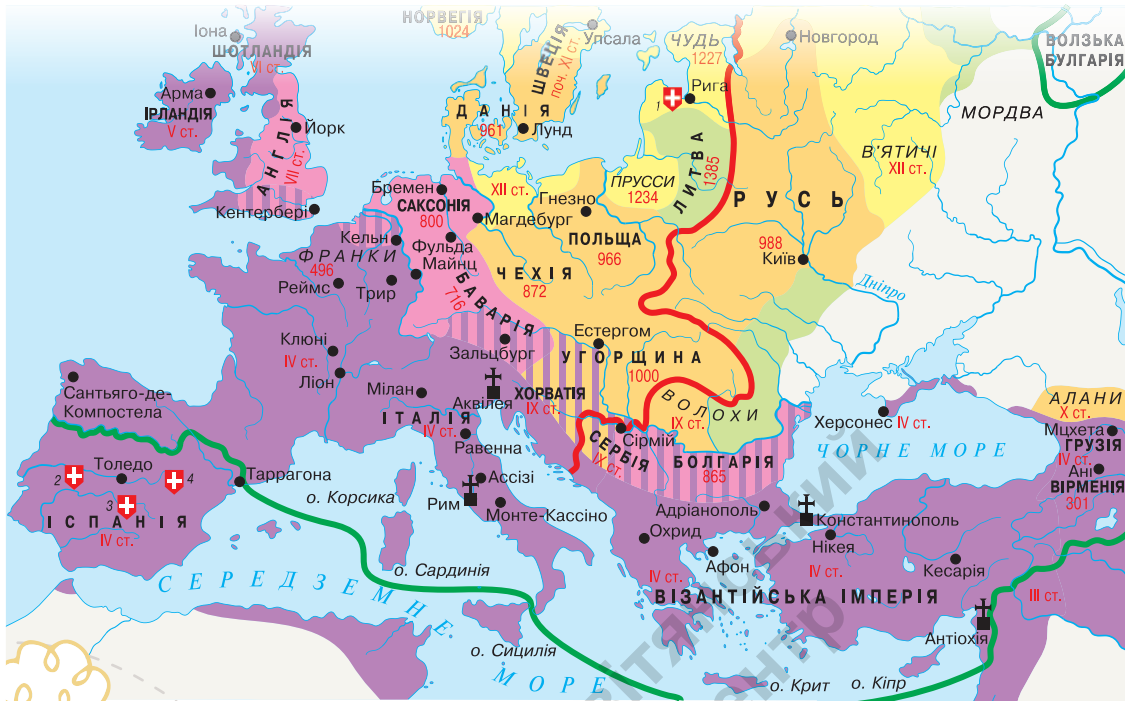 НОРВЕГІЯ
1024
Іона
ШОТЛАНДІЯ
VI ст.
Упсала
ШВЕЦІЯ
поч. XI ст.
ЧУДЬ
1227
Новгород
ВОЛЗЬКА
БУЛГАРІЯ
Арма
ІРЛАНДІЯ
V ст.
АНГЛІЯ
VII ст.
Йорк
ДАНІЯ
961
Лунд
1
Рига
МОРДВА
В'ЯТИЧІ
XII ст.
ЛИТВА
1385
ПРУССИ
1234
РУСЬ
988
Київ
Дніпро
Кентербері
Бремен
САКСОНІЯ
800
XII ст.
Магдебург
Гнезно
ПОЛЬЩА
966
Кельн
ФРАНКИ
496
Фульда
Майнц
Реймс
Трир
ЧЕХІЯ
872
БАВАРІЯ
716
Зальцбург
Клюні
IV ст.
Ліон
Естергом
УГОРЩИНА
1000
Мілан
Аквілея
ХОРВАТІЯ
IX ст.
ВОЛОХИ
IX ст.
Сантьяго-де-
Компостела
ІТАЛІЯ
IV ст.
Равенна
Сірмій
СЕРБІЯ
IX ст.
БОЛГАРІЯ
865
Херсонес IV ст.
ЧОРНЕ МОРЕ
АЛАНИ
X ст.
Мцхета
ГРУЗІЯ
IV ст.
Ані
ВІРМЕНІЯ
301
Толедо
2
3
4
Таррагона
ІСПАНІЯ
IV ст.
о. Корсика
Ассізі
Рим
Монте-Кассіно
Адріанополь
Охрид
Афон
Константинополь
Нікея
IV ст.
IV ст.
Кесарія
ВІЗАНТІЙСЬКА ІМПЕРІЯ
III ст.
Антіохія
о. Сардинія
СЕРЕДЗЕМНЕ
МОРЕ
о. Сицилія
о. Крит
о. Кіпр